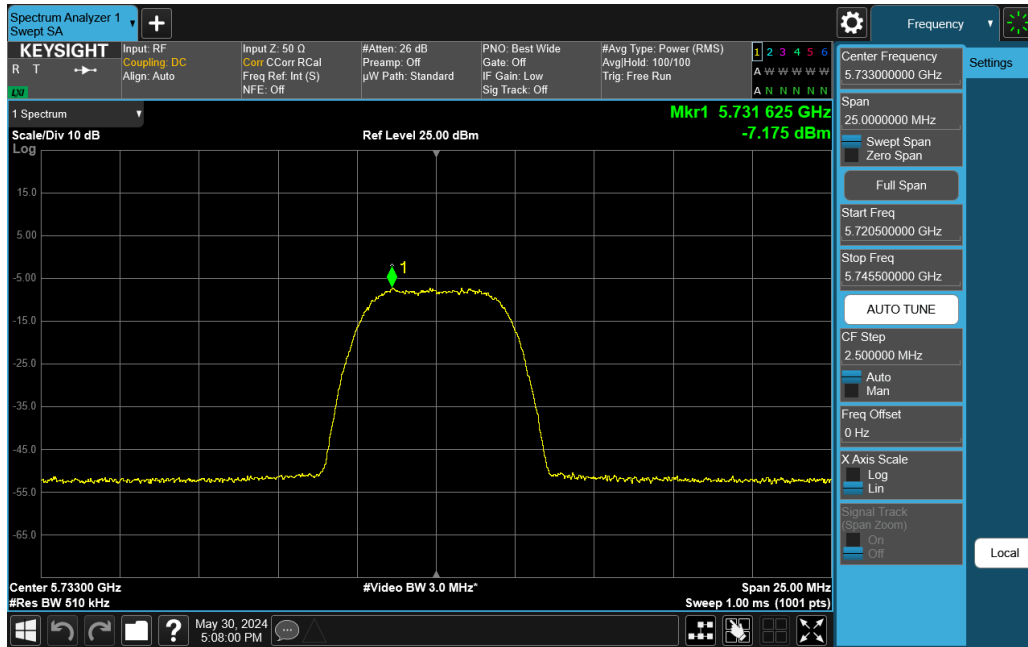 Spectrum Analyzer 1
Swept SA
Frequency
KEYSIGHT
R T
LXI
Input: RF
Coupling: DC
Align: Auto
Input Z: 50 Ω
Corr CCorr RCal
Freq Ref: Int (S)
NFE: Off
#Atten: 26 dB
Preamp: Off
µW Path: Standard
PNO: Best Wide
Gate: Off
IF Gain: Low
Sig Track: Off
#Avg Type: Power (RMS)
Avg|Hold: 100/100
Trig: Free Run
1 2 3 4 5 6
A W W W W W
A N N N N N
1 Spectrum
Mkr1 5.731 625 GHz
Scale/Div 10 dB
Ref Level 25.00 dBm
-7.175 dBm
Log
15.0
5.00
-5.00
-15.0
-25.0
-35.0
-45.0
-55.0
-65.0
1
Center 5.73300 GHz
#Video BW 3.0 MHz*
Span 25.00 MHz
#Res BW 510 kHz
Sweep 1.00 ms (1001 pts)
Center Frequency
5.733000000 GHz
Settings
Span
25.0000000 MHz
Swept Span
Zero Span
Full Span
Start Freq
5.720500000 GHz
Stop Freq
5.745500000 GHz
AUTO TUNE
CF Step
2.500000 MHz
Auto
Man
Freq Offset
0 Hz
X Axis Scale
Log
Lin
Signal Track
(Span Zoom)
On
Off
Local
?
May 30, 2024
5:08:00 PM